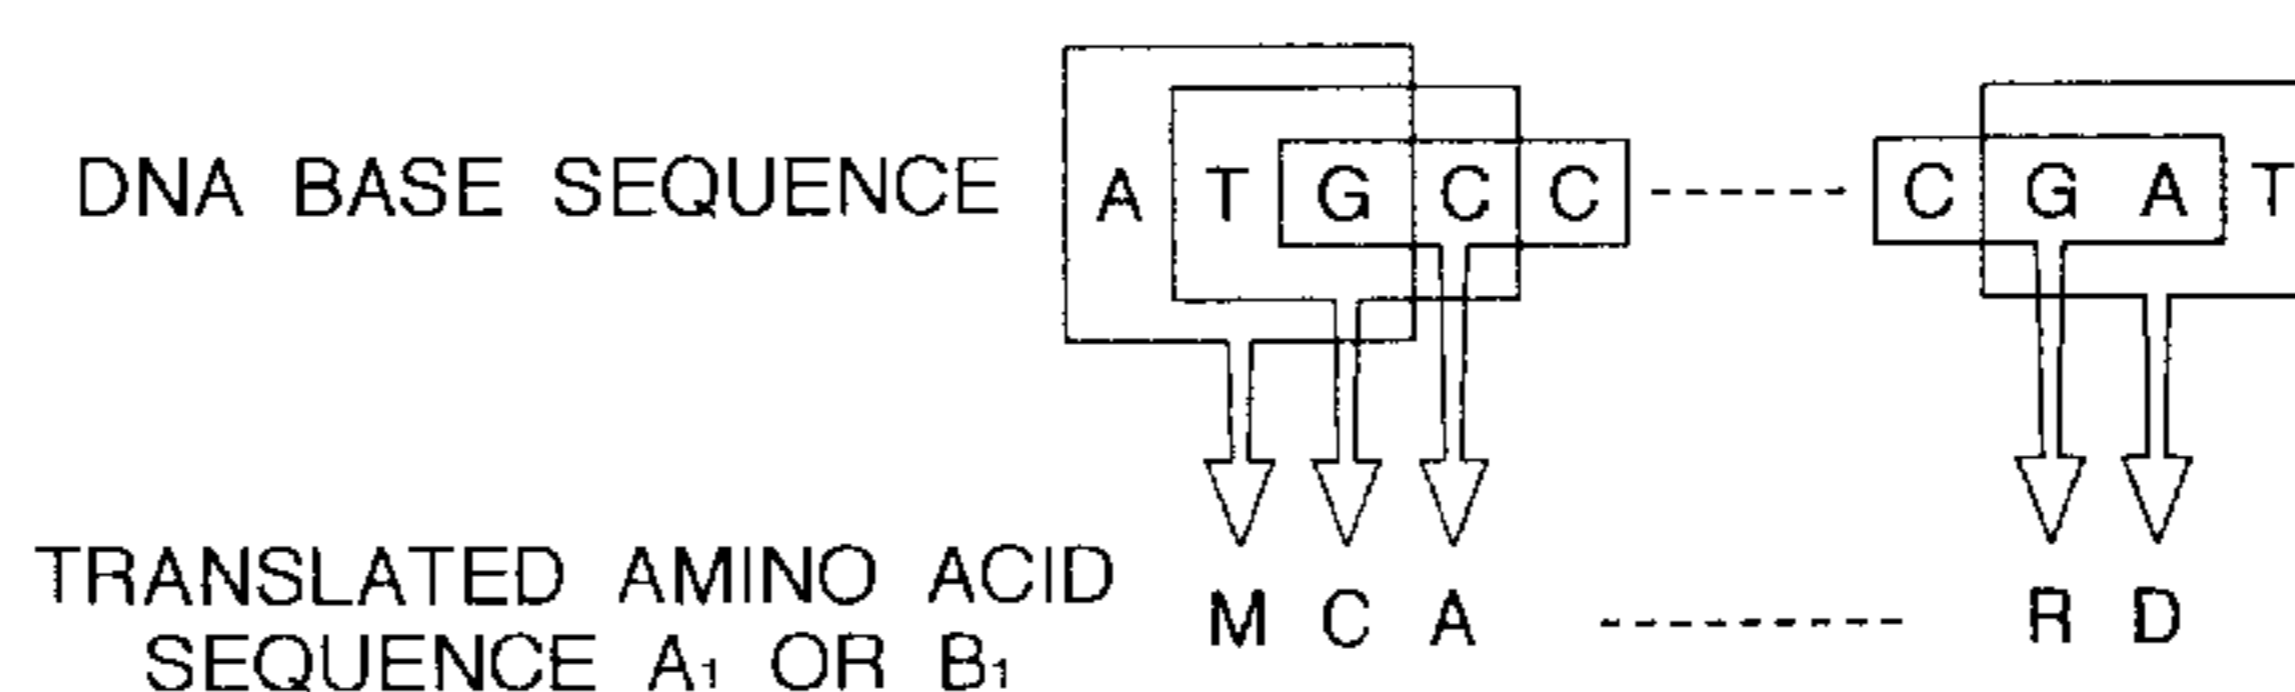 DNA BASE SEQUENCE A T G C C C G A T
TRANSLATED AMINO ACID M C A R D
SEQUENCE A1 OR B1